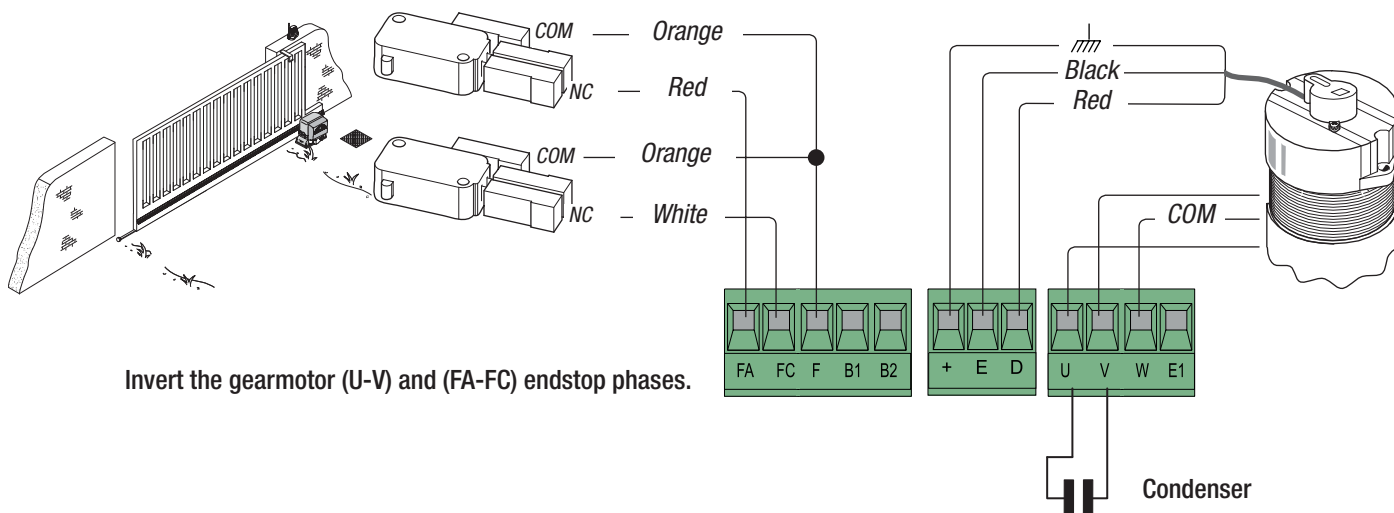 COM
Orange
NC
Red
COM
Orange
NC
White
Black
Red
COM
FA FC F B1 B2
+ E D
U V W E1
Invert the gearmotor (U-V) and (FA-FC) endstop phases.
Condenser